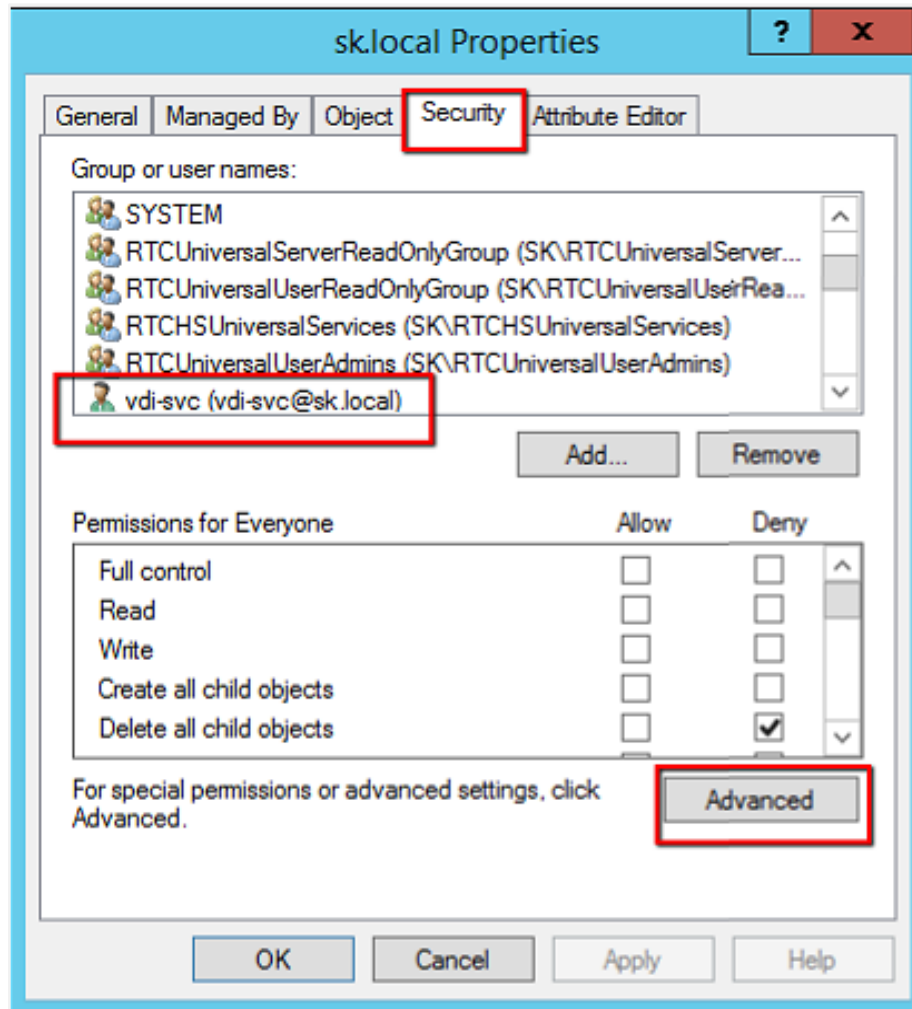 sk.local Properties
?
x
General Managed By Object Security Attribute Editor
Group or user names:
SYSTEM
RTCUniversalServerReadOnlyGroup (SK\RTCUniversalServer...
RTCUniversalUserReadOnlyGroup (SK\RTCUniversalUserRea...
RTCHSUniversalServices (SK\RTCHSUniversalServices)
RTCUniversalUserAdmins (SK\RTCUniversalUserAdmins)
vdi-svc (vdi-svc@sk.local)
Add... Remove
Permissions for Everyone Allow Deny
Full control
Read
Write
Create all child objects
Delete all child objects
For special permissions or advanced settings, click
Advanced.
Advanced
OK Cancel Apply Help